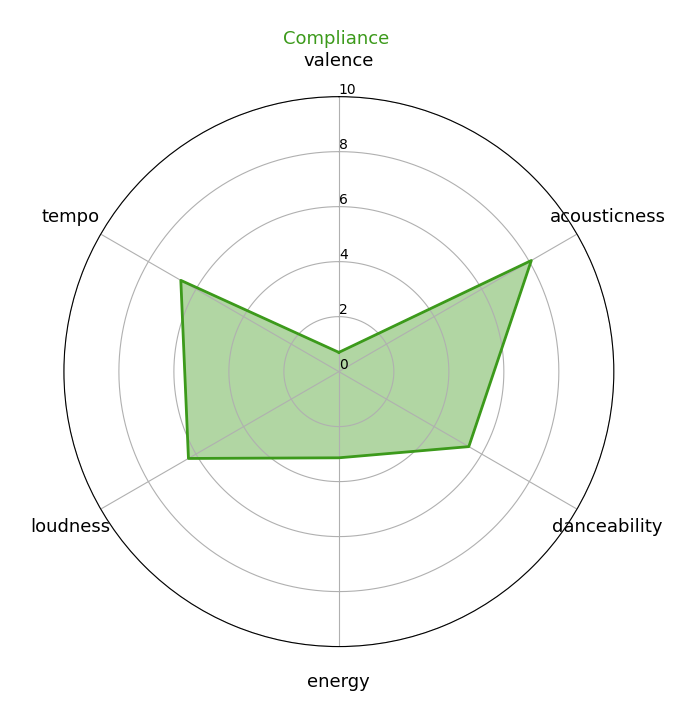 Compliance
valence
10
8
6
4
2
0
tempo
acousticness
loudness
danceability
energy